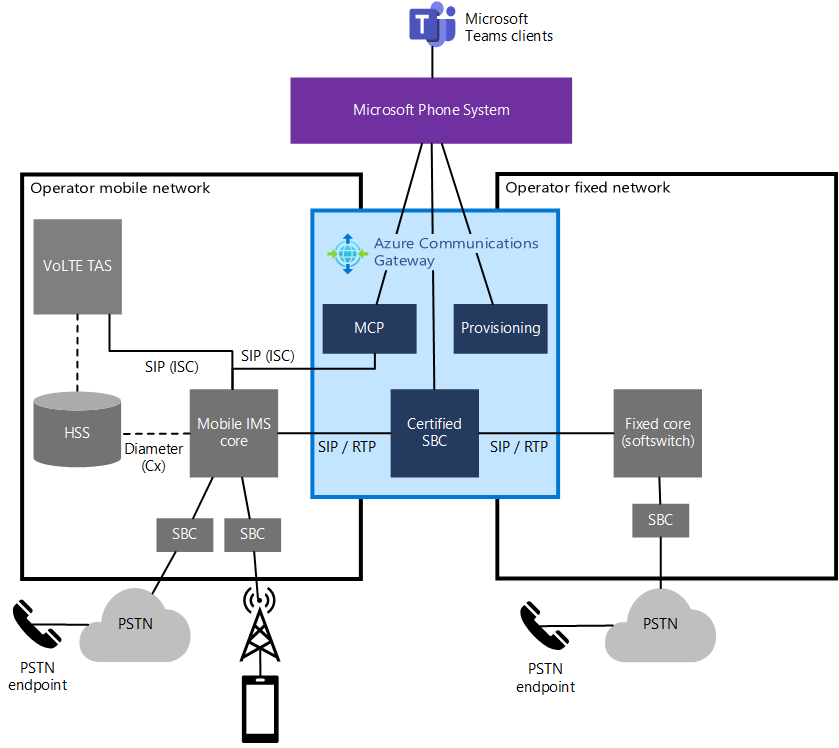 T
Microsoft
Teams clients
Microsoft Phone System
Operator mobile network
Operator fixed network
VoLTE TAS
Azure Communications
Gateway
MCP
Provisioning
SIP (ISC)
SIP (ISC)
HSS
Diameter
(Cx)
Mobile IMS
core
SIP / RTP
Certified
SBC
SIP / RTP
Fixed core
(softswitch)
SBC
SBC
SBC
PSTN
PSTN
PSTN
endpoint
PSTN
endpoint